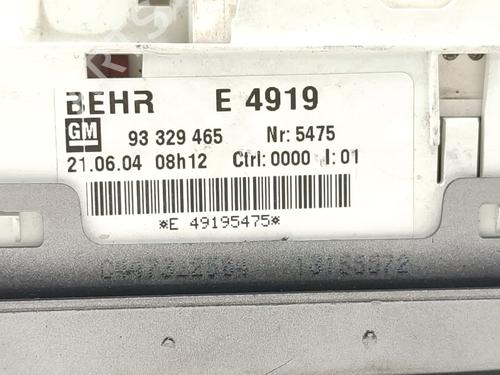 BEHR E 4919
GM 93 329 465 Nr: 5475
21.06.04 08h12 Ctrl:0000 I: 01
*E 49195475*